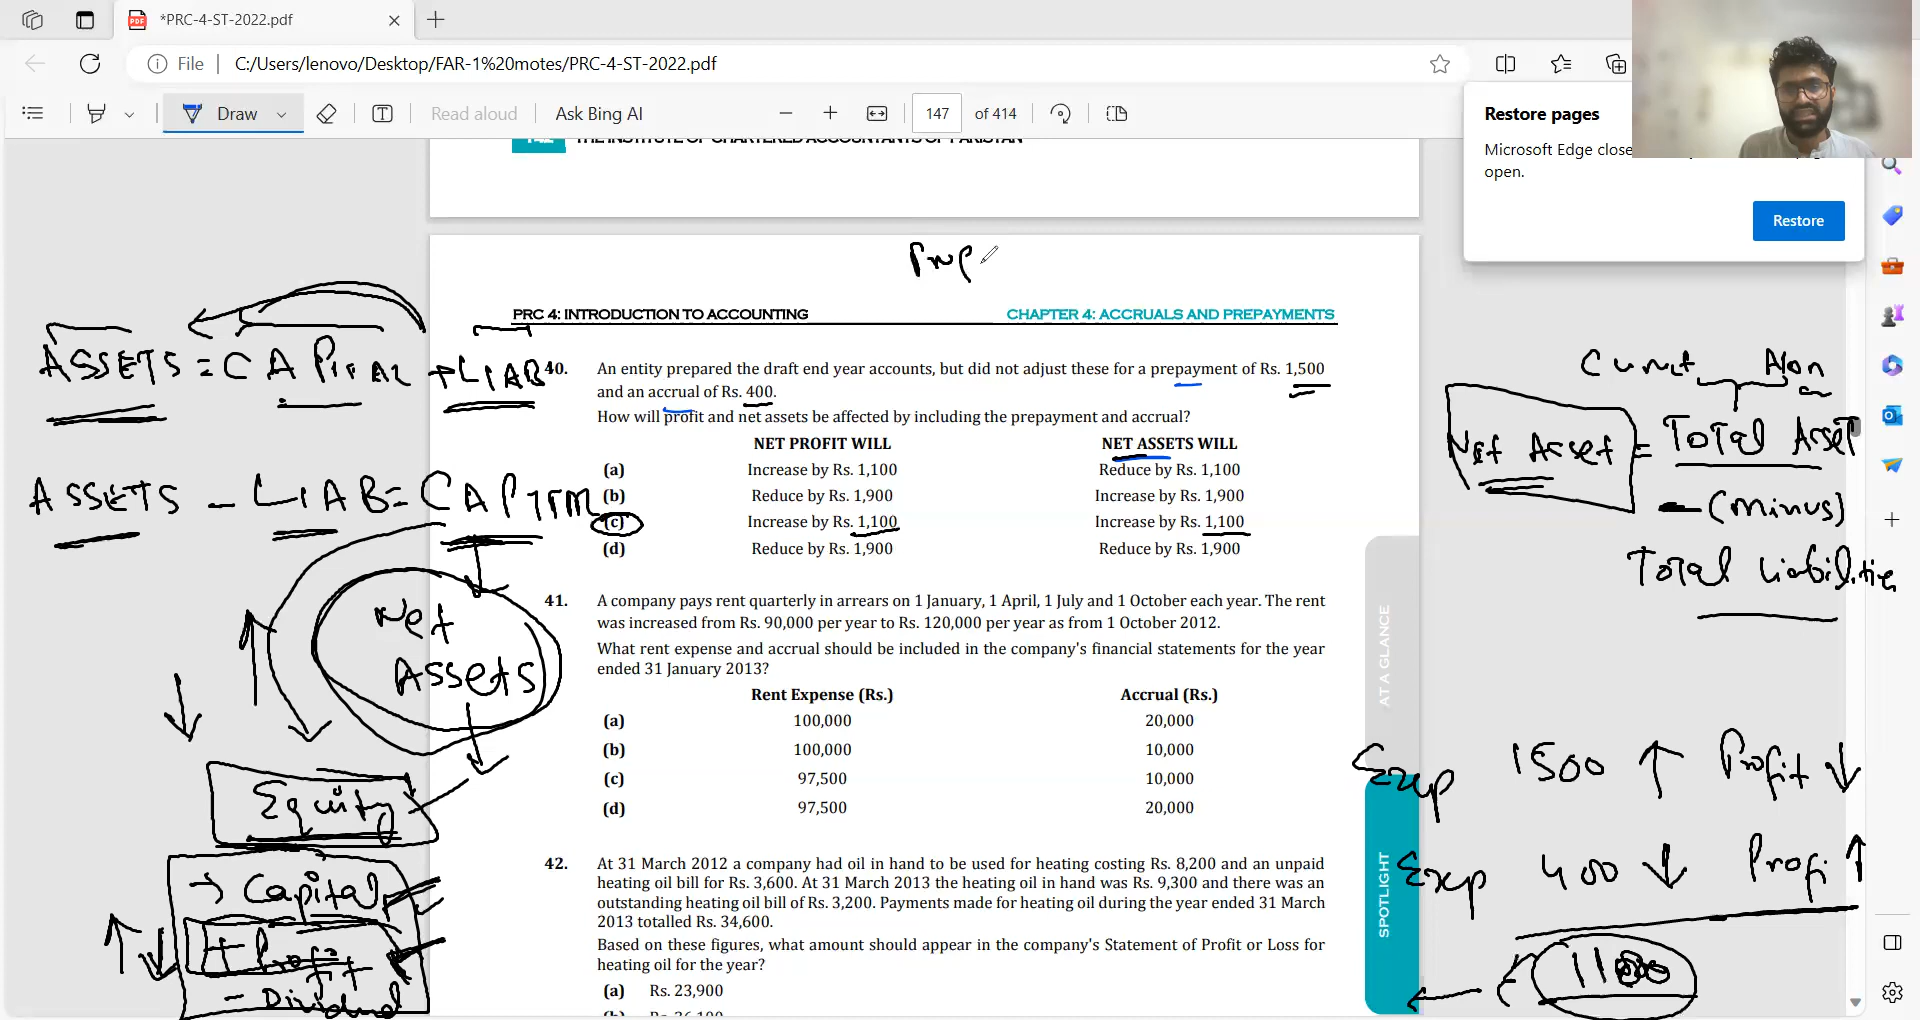 *PRC-4-ST-2022.pdf
File C:/Users/lenovo/Desktop/FAR-1%20motes/PRC-4-ST-2022.pdf
Draw
Read aloud
Ask Bing AI
147 of 414
Restore pages
Microsoft Edge close
open.
Restore
142 THE INSTITUTE OF CHARTERED ACCOUNTANTS OF PAKISTAN
Prep
PRC 4: INTRODUCTION TO ACCOUNTING CHAPTER 4: ACCRUALS AND PREPAYMENTS
ASSETS = CAPITAL + LIAB
ASSETS - LIAB = CAPITAL
Net
Assets
Equity
→ Capital
+ Profit
- Dividend
40. An entity prepared the draft end year accounts, but did not adjust these for a prepayment of Rs. 1,500
and an accrual of Rs. 400.
How will profit and net assets be affected by including the prepayment and accrual?
NET PROFIT WILL NET ASSETS WILL
(a) Increase by Rs. 1,100 Reduce by Rs. 1,100
(b) Reduce by Rs. 1,900 Increase by Rs. 1,900
(c) Increase by Rs. 1,100 Increase by Rs. 1,100
(d) Reduce by Rs. 1,900 Reduce by Rs. 1,900
41. A company pays rent quarterly in arrears on 1 January, 1 April, 1 July and 1 October each year. The rent
was increased from Rs. 90,000 per year to Rs. 120,000 per year as from 1 October 2012.
What rent expense and accrual should be included in the company's financial statements for the year
ended 31 January 2013?
Rent Expense (Rs.) Accrual (Rs.)
(a) 100,000 20,000
(b) 100,000 10,000
(c) 97,500 10,000
(d) 97,500 20,000
42. At 31 March 2012 a company had oil in hand to be used for heating costing Rs. 8,200 and an unpaid
heating oil bill for Rs. 3,600. At 31 March 2013 the heating oil in hand was Rs. 9,300 and there was an
outstanding heating oil bill of Rs. 3,200. Payments made for heating oil during the year ended 31 March
2013 totalled Rs. 34,600.
Based on these figures, what amount should appear in the company's Statement of Profit or Loss for
heating oil for the year?
(a) Rs. 23,900
AT A GLANCE
SPOTLIGHT
Non
Net Asset = Total Asset
- (minus)
Total Liabilities
Exp 1500 ↑ Profit ↓
Exp 400 ↓ Profi ↑
1100